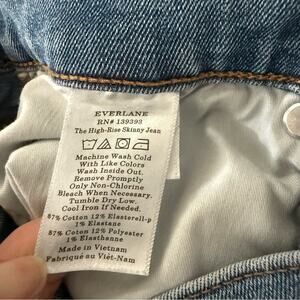 EVERLANE
RN# 139393
The High-Rise Skinny Jean
Machine Wash Cold
With Like Colors
Wash Inside Out.
Remove Promptly
Only Non-Chlorine
Bleach When Necessary.
Tumble Dry Low.
Cool Iron If Needed.
87% Cotton 12% Elasterell-p
1% Elastane
87% Coton 12% Polyester
1% Elasthanne
Made in Vietnam
Fabriqué au Viêt-Nam